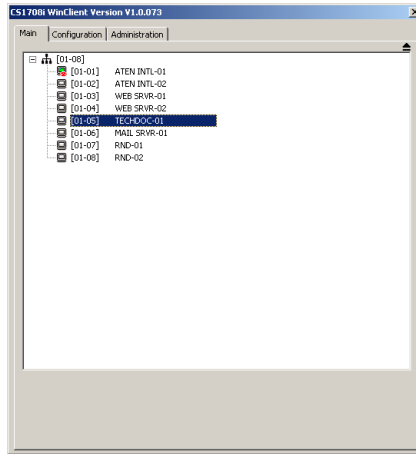 CS1708i WinClient Version V1.0.073
Main Configuration Administration
[01-08]
[01-01] ATEN INTL-01
[01-02] ATEN INTL-02
[01-03] WEB SRVR-01
[01-04] WEB SRVR-02
[01-05] TECHDOC-01
[01-06] MAIL SRVR-01
[01-07] RND-01
[01-08] RND-02